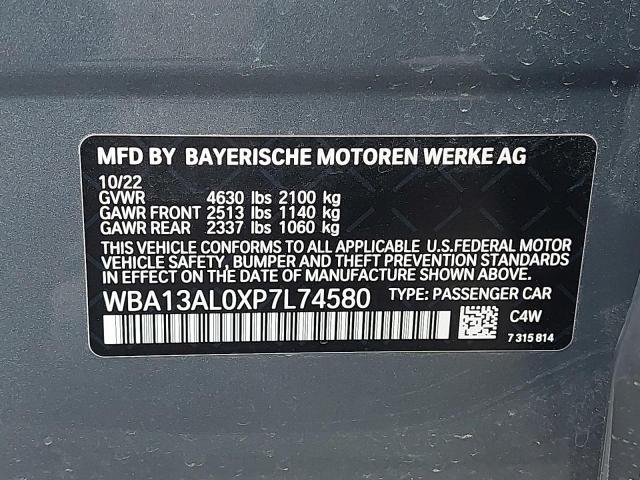 MFD BY BAYERISCHE MOTOREN WERKE AG
10/22
GVWR 4630 lbs 2100 kg
GAWR FRONT 2513 lbs 1140 kg
GAWR REAR 2337 lbs 1060 kg
THIS VEHICLE CONFORMS TO ALL APPLICABLE U.S.FEDERAL MOTOR
VEHICLE SAFETY, BUMPER, AND THEFT PREVENTION STANDARDS
IN EFFECT ON THE DATE OF MANUFACTURE SHOWN ABOVE.
WBA13AL0XP7L74580 TYPE: PASSENGER CAR
C4W
7 315 814